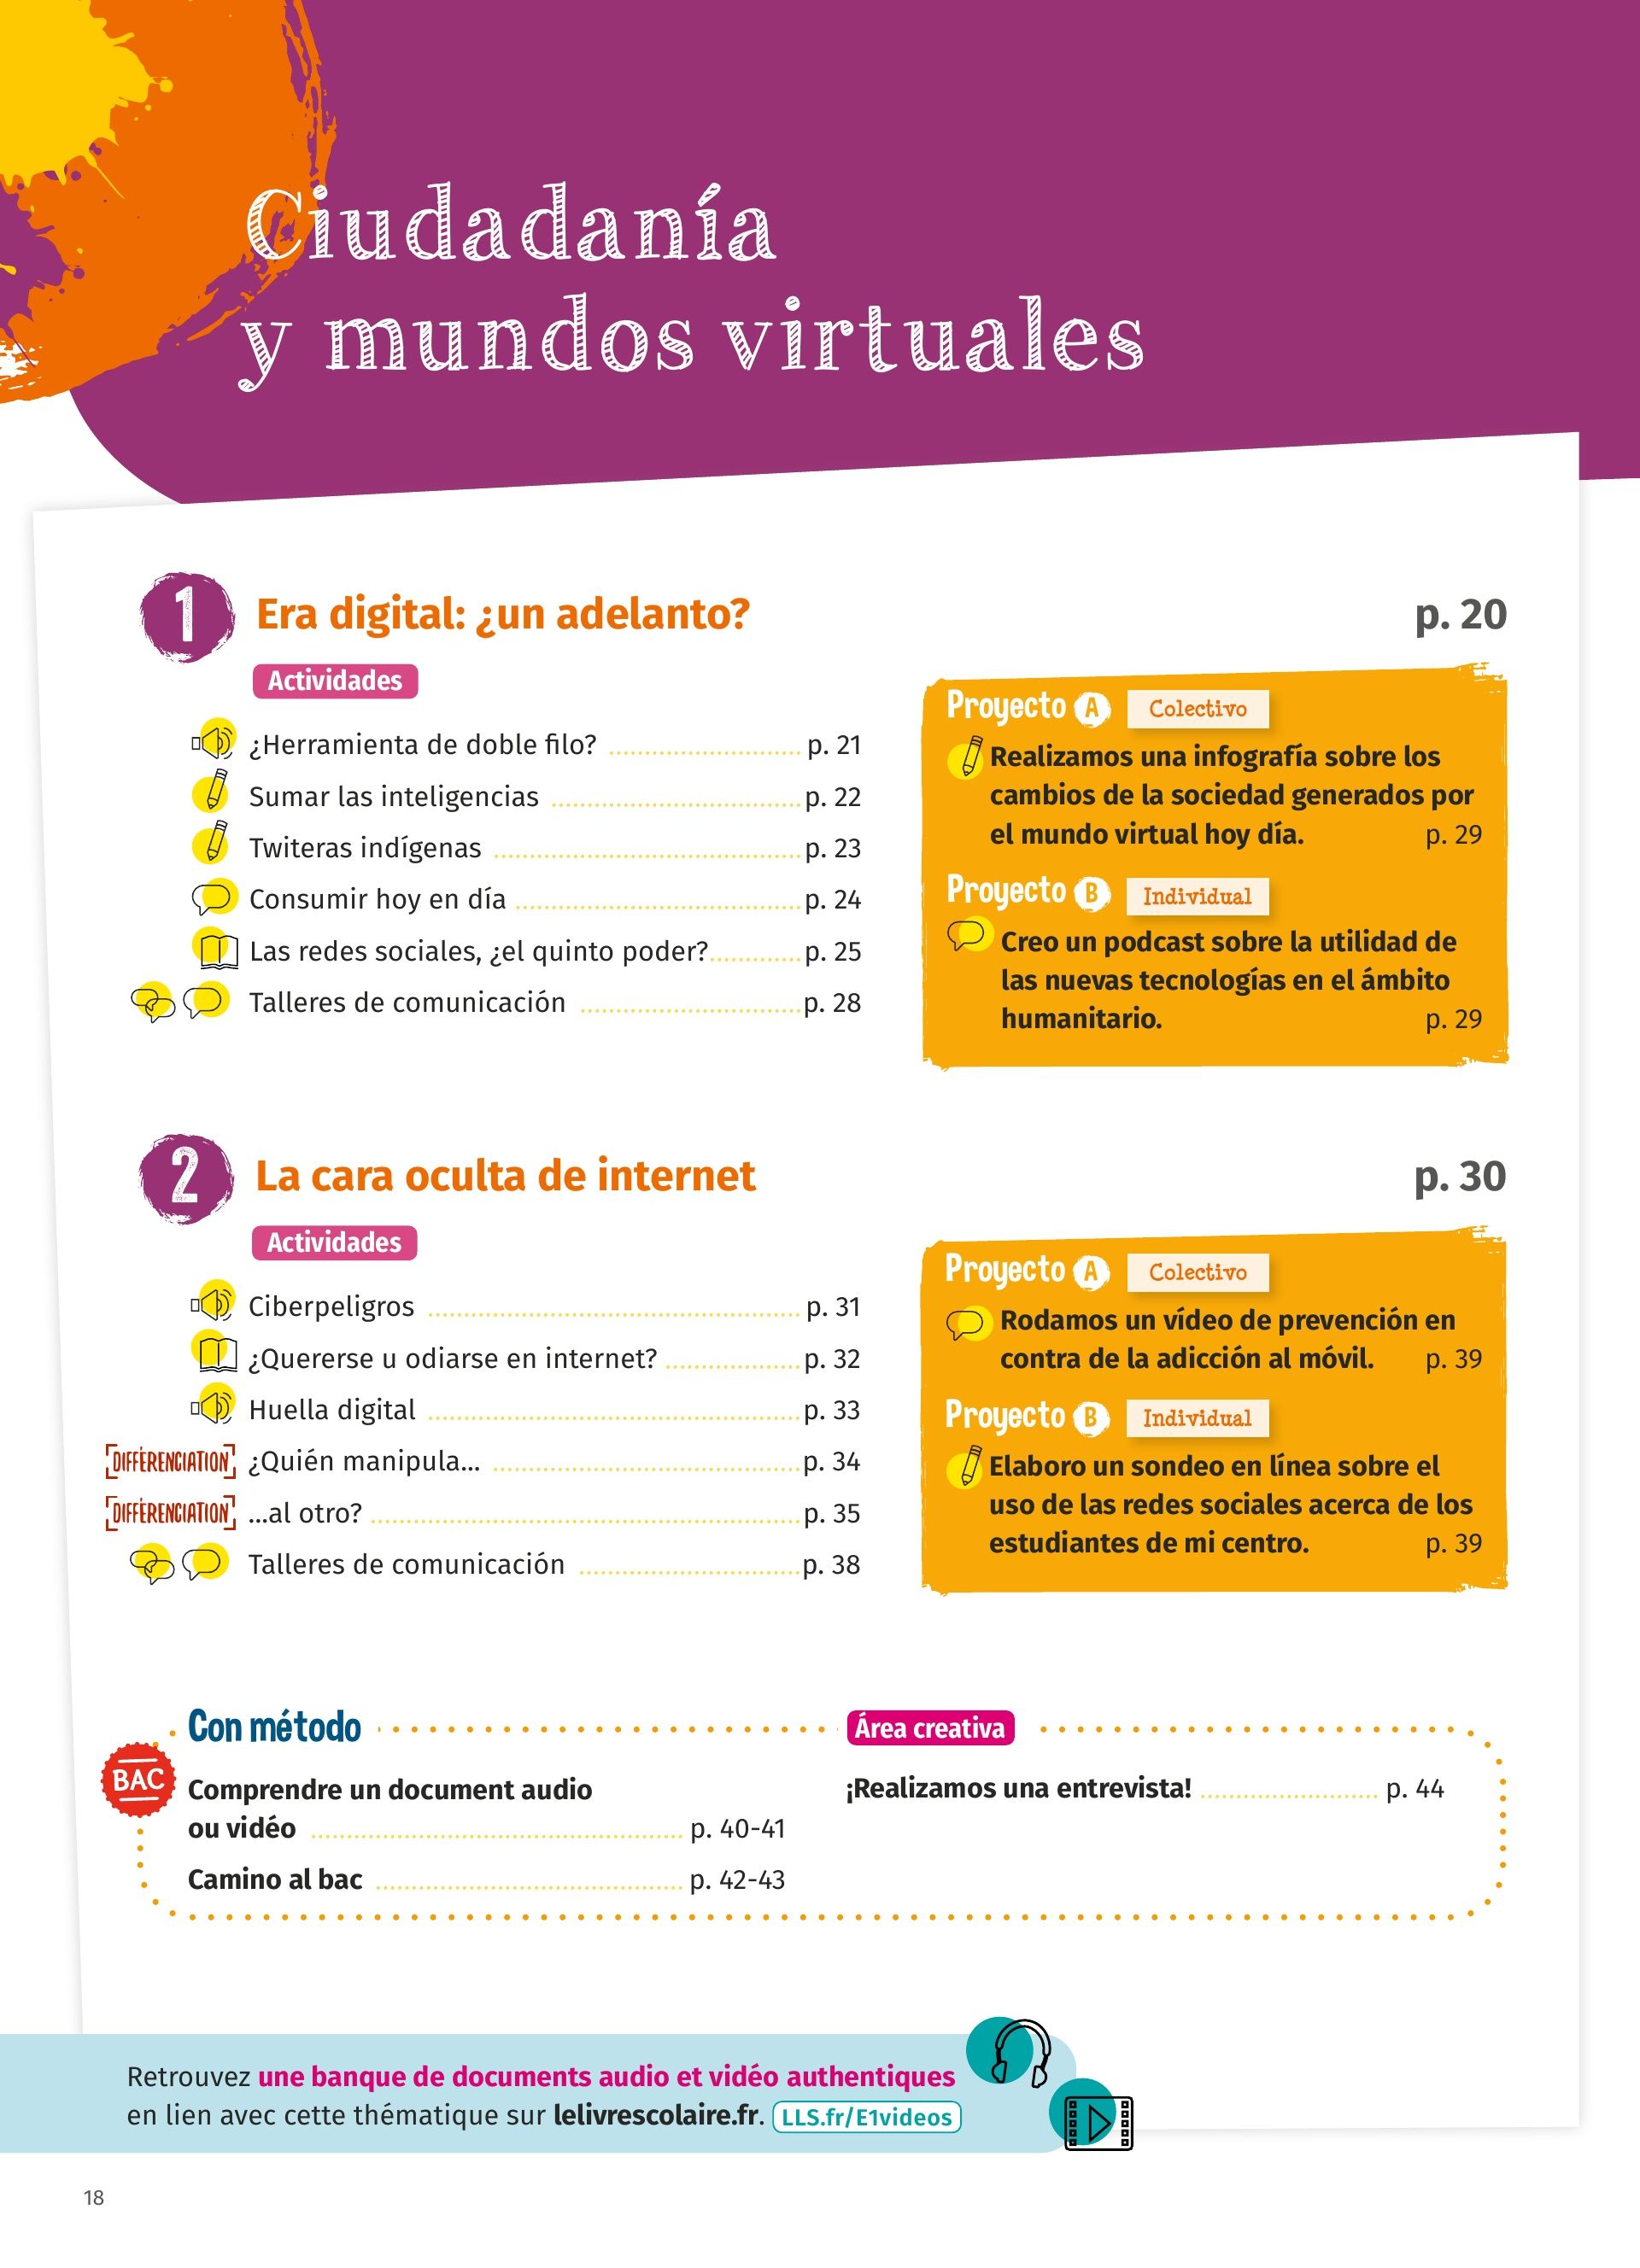 Ciudadanía
y mundos virtuales
1 Era digital: ¿un adelanto? p. 20
Actividades
¿Herramienta de doble filo? p. 21
Sumar las inteligencias p. 22
Twiteras indígenas p. 23
Consumir hoy en día p. 24
Las redes sociales, ¿el quinto poder? p. 25
Talleres de comunicación p. 28
Proyecto A Colectivo
Realizamos una infografía sobre los
cambios de la sociedad generados por
el mundo virtual hoy día. p. 29
Proyecto B Individual
Creo un podcast sobre la utilidad de
las nuevas tecnologías en el ámbito
humanitario. p. 29
2 La cara oculta de internet p. 30
Actividades
Ciberpeligros p. 31
¿Quererse u odiarse en internet? p. 32
Huella digital p. 33
DIFFÉRENCIATION ¿Quién manipula... p. 34
DIFFÉRENCIATION ...al otro? p. 35
Talleres de comunicación p. 38
Proyecto A Colectivo
Rodamos un vídeo de prevención en
contra de la adicción al móvil. p. 39
Proyecto B Individual
Elaboro un sondeo en línea sobre el
uso de las redes sociales acerca de los
estudiantes de mi centro. p. 39
Con método
BAC
Comprendre un document audio
ou vidéo p. 40-41
Camino al bac p. 42-43
Área creativa
¡Realizamos una entrevista! p. 44
Retrouvez une banque de documents audio et vidéo authentiques
en lien avec cette thématique sur lelivrescolaire.fr. LLS.fr/E1videos
18